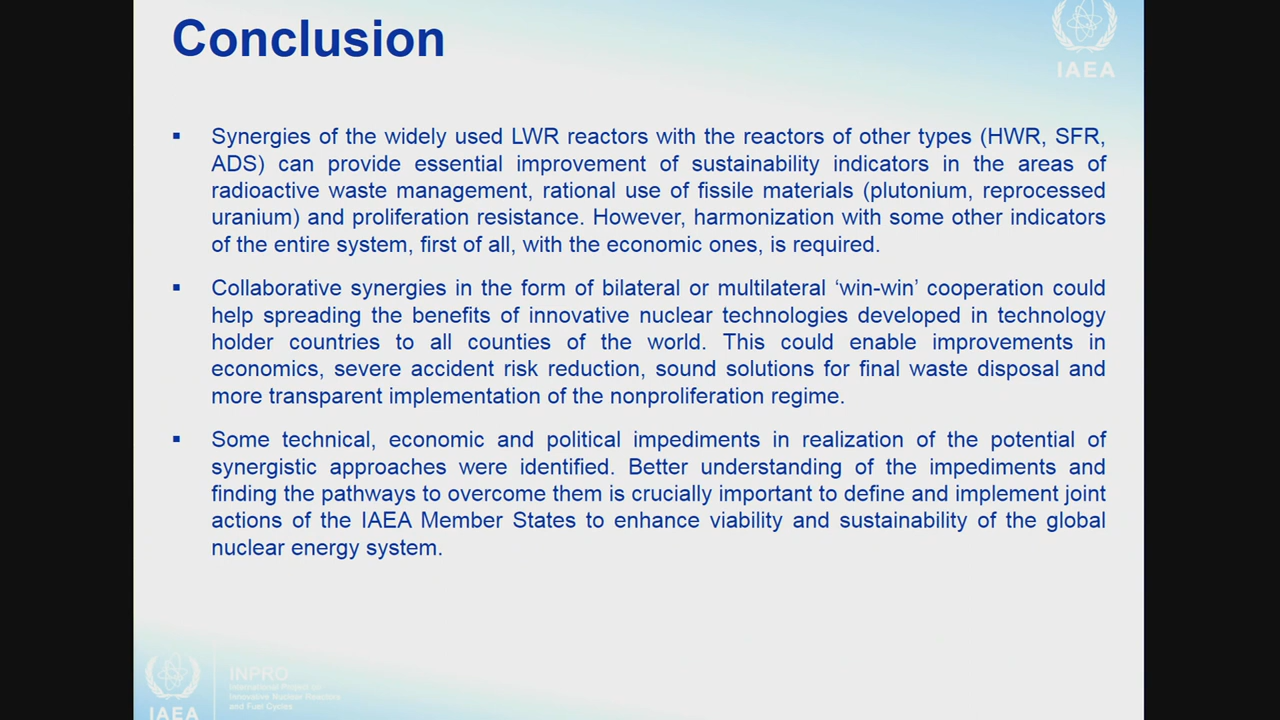 Conclusion
IAEA
▪ Synergies of the widely used LWR reactors with the reactors of other types (HWR, SFR,
ADS) can provide essential improvement of sustainability indicators in the areas of
radioactive waste management, rational use of fissile materials (plutonium, reprocessed
uranium) and proliferation resistance. However, harmonization with some other indicators
of the entire system, first of all, with the economic ones, is required.
▪ Collaborative synergies in the form of bilateral or multilateral ‘win-win’ cooperation could
help spreading the benefits of innovative nuclear technologies developed in technology
holder countries to all counties of the world. This could enable improvements in
economics, severe accident risk reduction, sound solutions for final waste disposal and
more transparent implementation of the nonproliferation regime.
▪ Some technical, economic and political impediments in realization of the potential of
synergistic approaches were identified. Better understanding of the impediments and
finding the pathways to overcome them is crucially important to define and implement joint
actions of the IAEA Member States to enhance viability and sustainability of the global
nuclear energy system.
INPRO
International Project on
Innovative Nuclear Reactors
and Fuel Cycles
IAEA